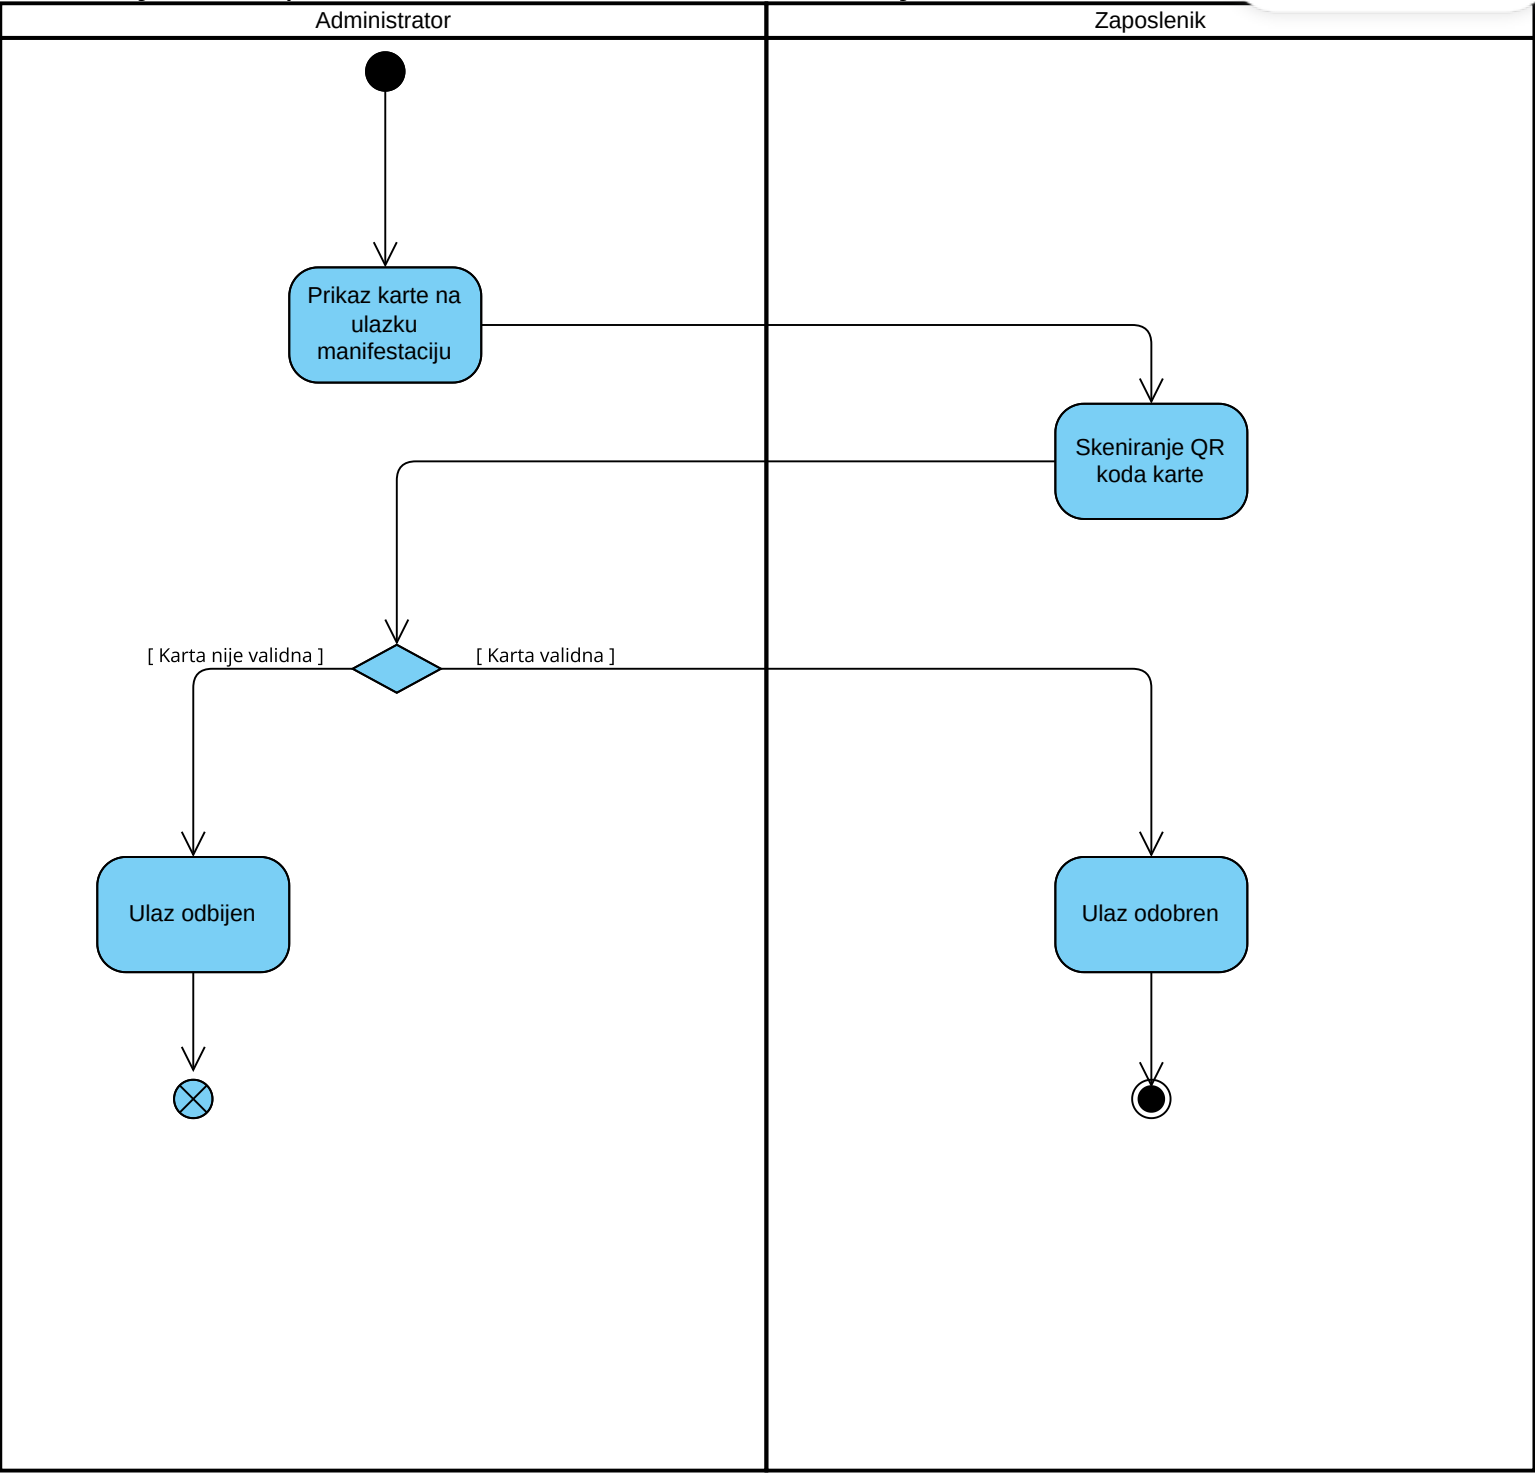 Administrator
Zaposlenik
Prikaz karte na
ulazku
manifestaciju
Skeniranje QR
koda karte
[ Karta nije validna ]
[ Karta validna ]
Ulaz odbijen
Ulaz odobren